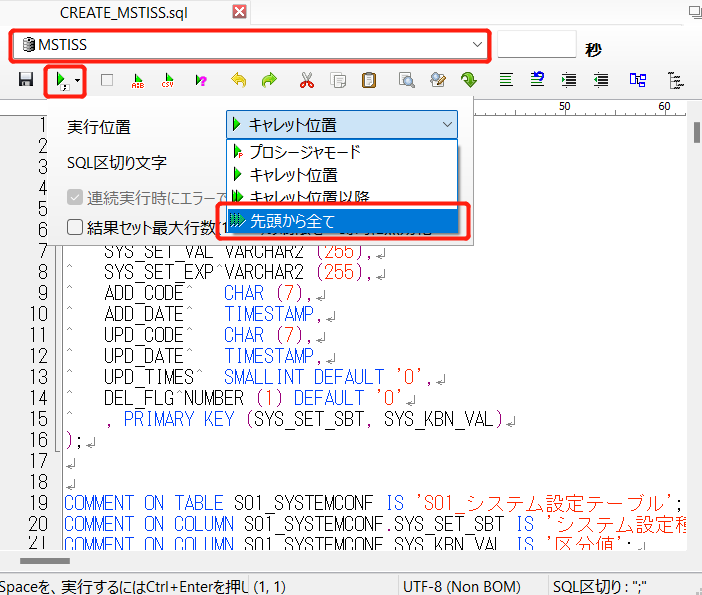 CREATE_MSTISS.sql
MSTISS
秒
A:B
CSV
50
60
1
実行位置
キャレット位置
2
プロシージャモード
3
SQL区切り文字
キャレット位置
4
連続実行時にエラーで
キャレット位置以降
5
先頭から全て
6
結果セット最大行数
7 SYS_SET_VAL VARCHAR2 (255),
8 ^ SYS_SET_EXP^VARCHAR2 (255),
9 ^ ADD_CODE^ CHAR (7),
10 ^ ADD_DATE^ TIMESTAMP,
11 ^ UPD_CODE^ CHAR (7),
12 ^ UPD_DATE^ TIMESTAMP,
13 ^ UPD_TIMES^ SMALLINT DEFAULT '0',
14 ^ DEL_FLG^NUMBER (1) DEFAULT '0'
15 ^ , PRIMARY KEY (SYS_SET_SBT, SYS_KBN_VAL)
16 );
17
18
19 COMMENT ON TABLE S01_SYSTEMCONF IS 'S01_システム設定テーブル';
20 COMMENT ON COLUMN S01_SYSTEMCONF.SYS_SET_SBT IS 'システム設定種
21 COMMENT ON COLUMN S01_SYSTEMCONF.SYS_KBN_VAL IS '区分値';
Spaceを、実行するにはCtrl+Enterを押し (1, 1) UTF-8 (Non BOM) SQL区切り : ";"